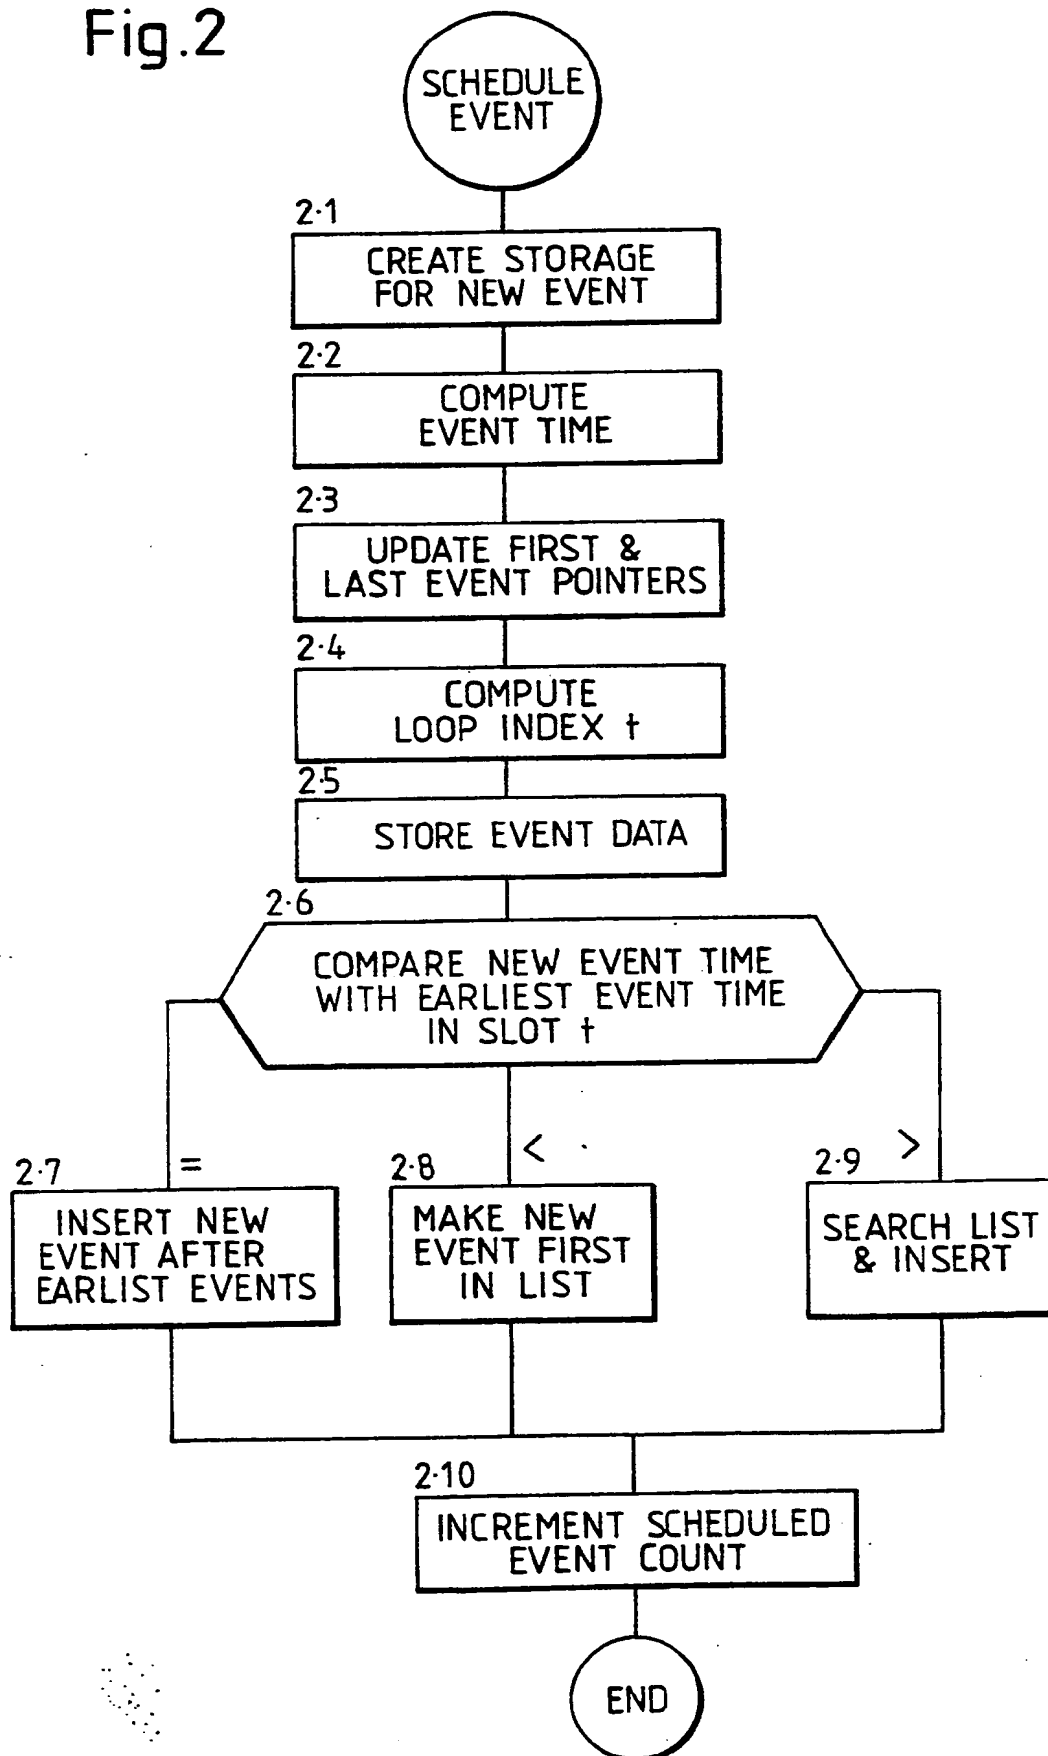 Fig.2
SCHEDULE
EVENT
2·1
CREATE STORAGE
FOR NEW EVENT
2·2
COMPUTE
EVENT TIME
2·3
UPDATE FIRST &
LAST EVENT POINTERS
2·4
COMPUTE
LOOP INDEX t
2·5
STORE EVENT DATA
2·6
COMPARE NEW EVENT TIME
WITH EARLIEST EVENT TIME
IN SLOT t
=
<
>
2·7
INSERT NEW
EVENT AFTER
EARLIST EVENTS
2·8
MAKE NEW
EVENT FIRST
IN LIST
2·9
SEARCH LIST
& INSERT
2·10
INCREMENT SCHEDULED
EVENT COUNT
END